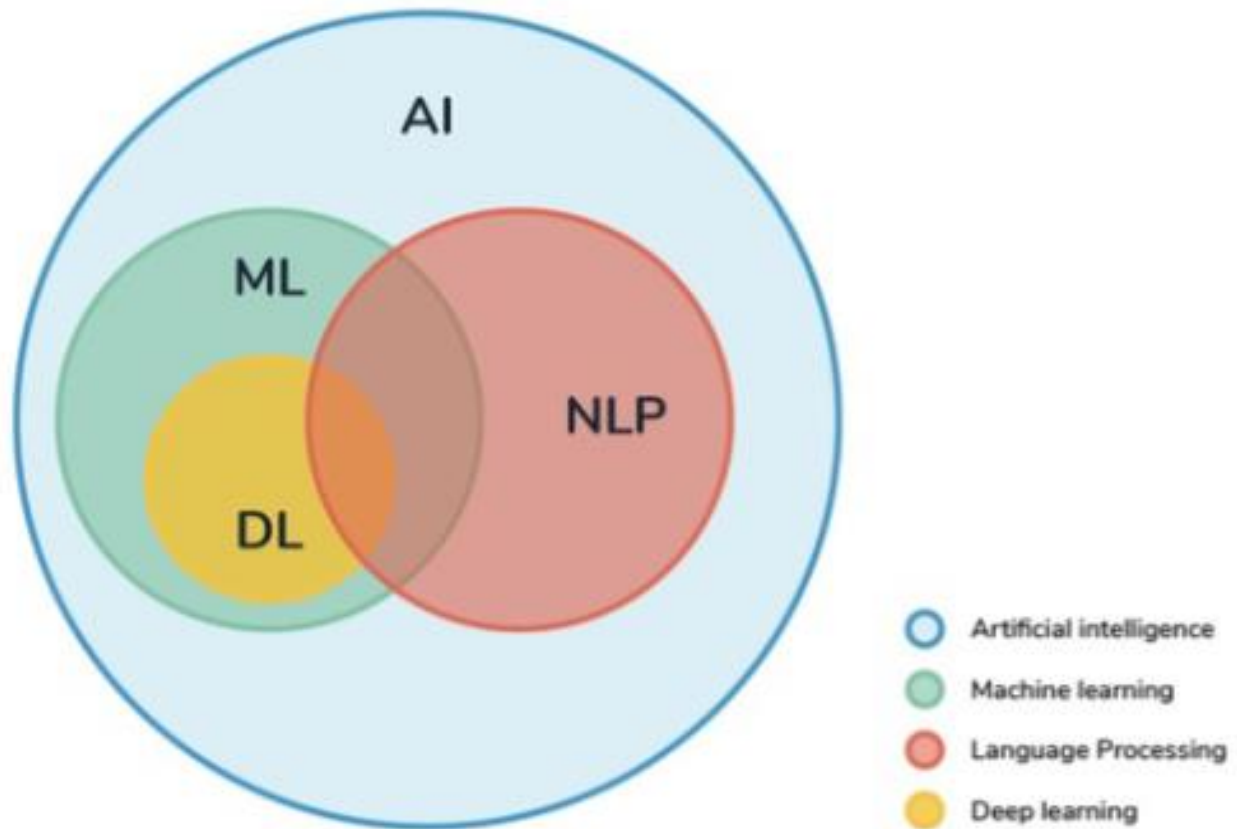 AI
ML
NLP
DL
Artificial intelligence
Machine learning
Language Processing
Deep learning